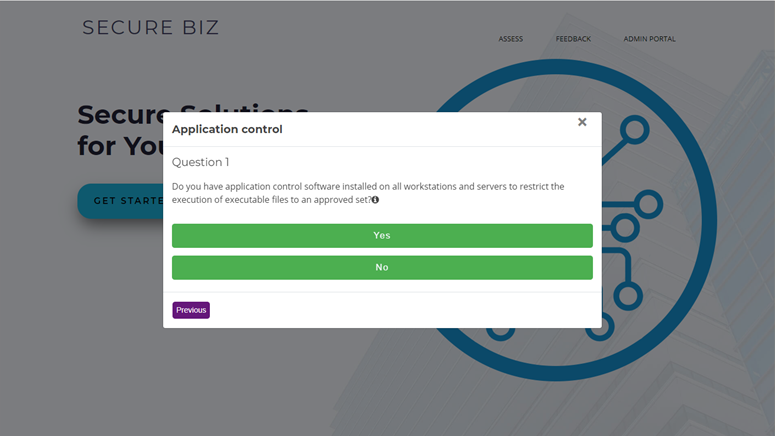 SECURE BIZ
ASSESS FEEDBACK ADMIN PORTAL
Secure Solutions
for You
GET STARTE
Application control
×
Question 1
Do you have application control software installed on all workstations and servers to restrict the
execution of executable files to an approved set?
Yes
No
Previous